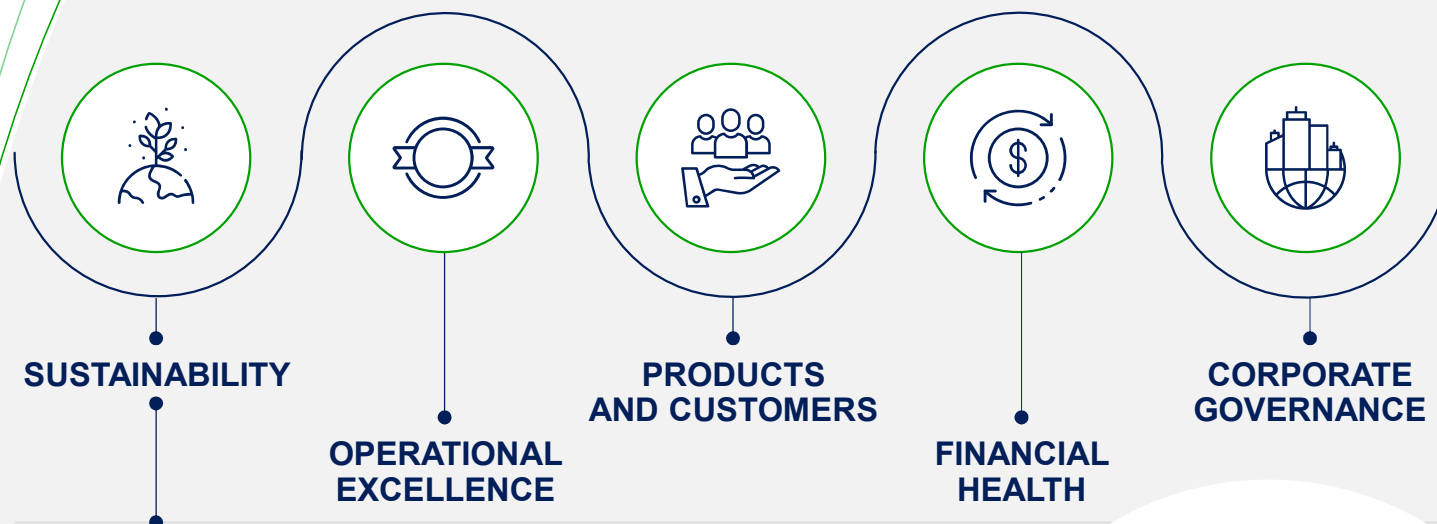 SUSTAINABILITY
OPERATIONAL
EXCELLENCE
PRODUCTS
AND CUSTOMERS
$
FINANCIAL
HEALTH
CORPORATE
GOVERNANCE